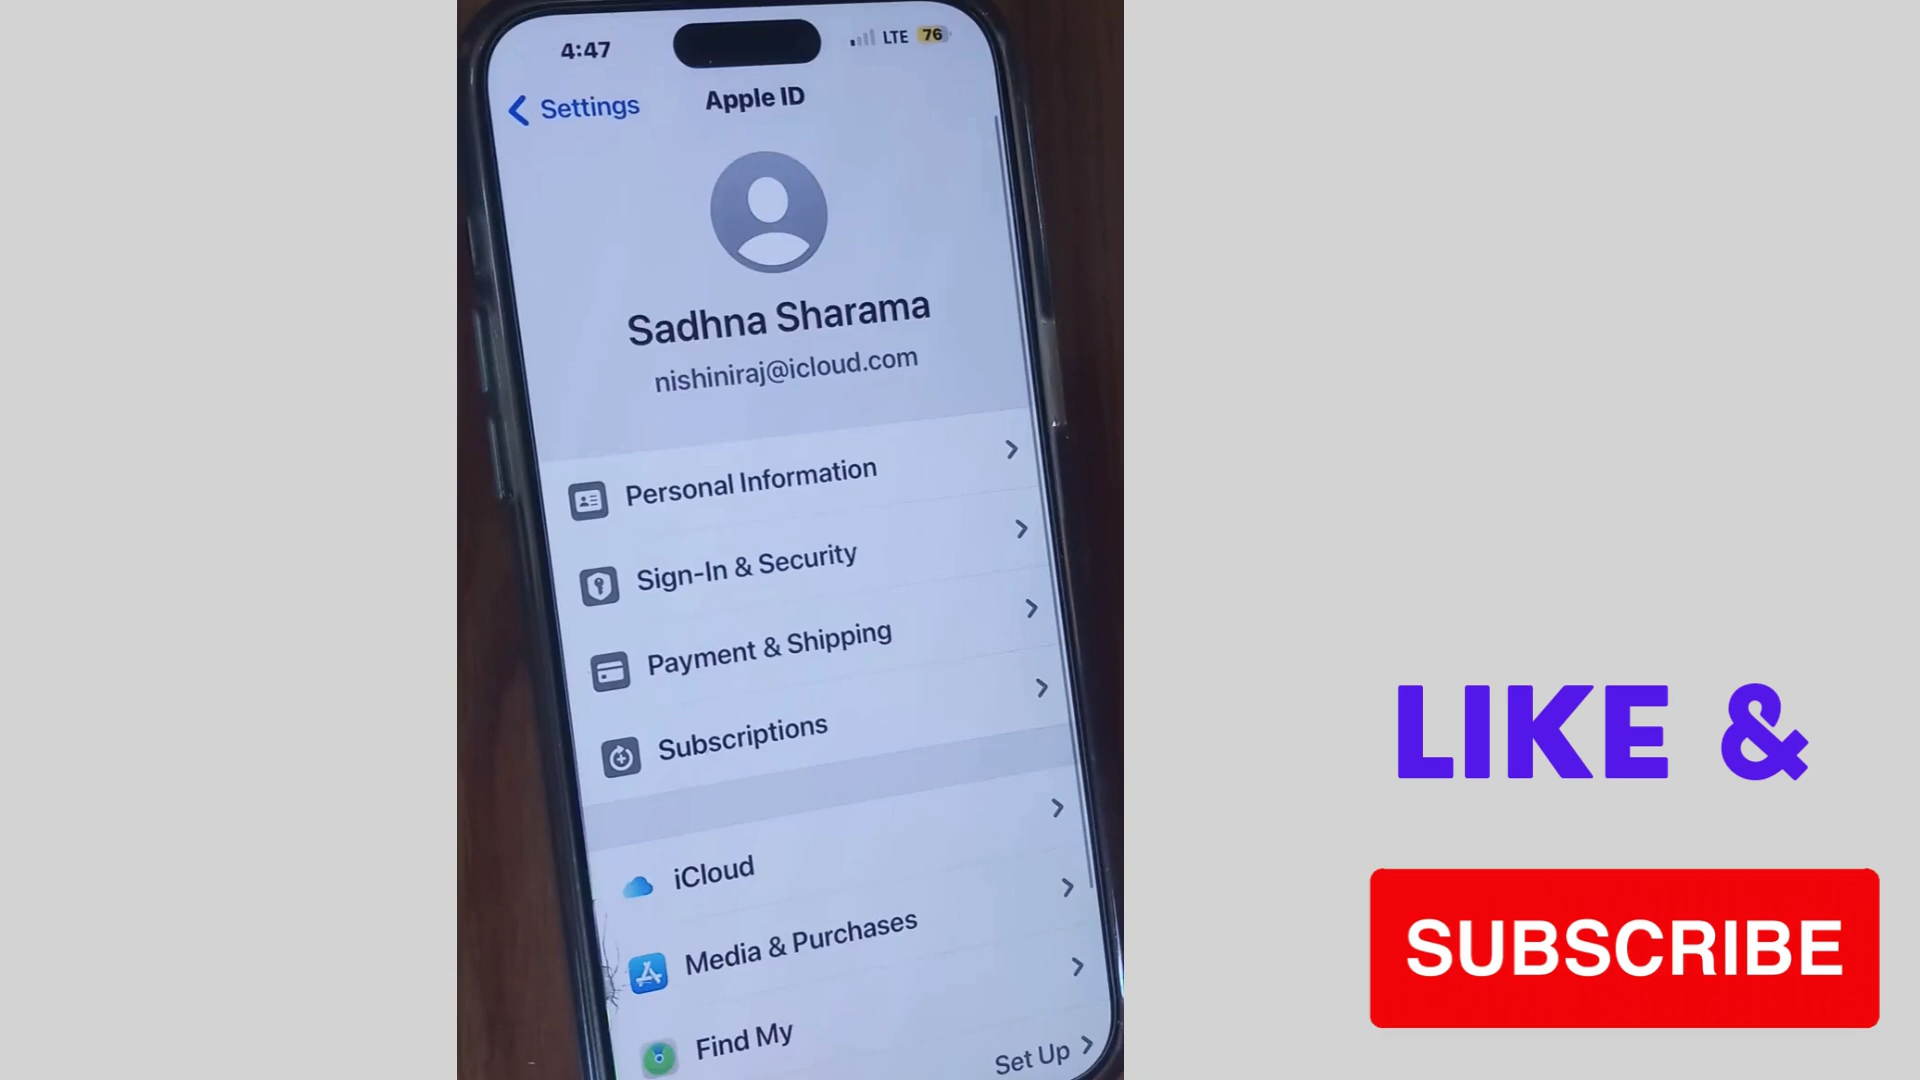 4:47
LTE 76
Settings
Apple ID
Sadhna Sharama
nishiniraj@icloud.com
Personal Information
Sign-In & Security
Payment & Shipping
Subscriptions
iCloud
Media & Purchases
Find My
Set Up
LIKE &
SUBSCRIBE